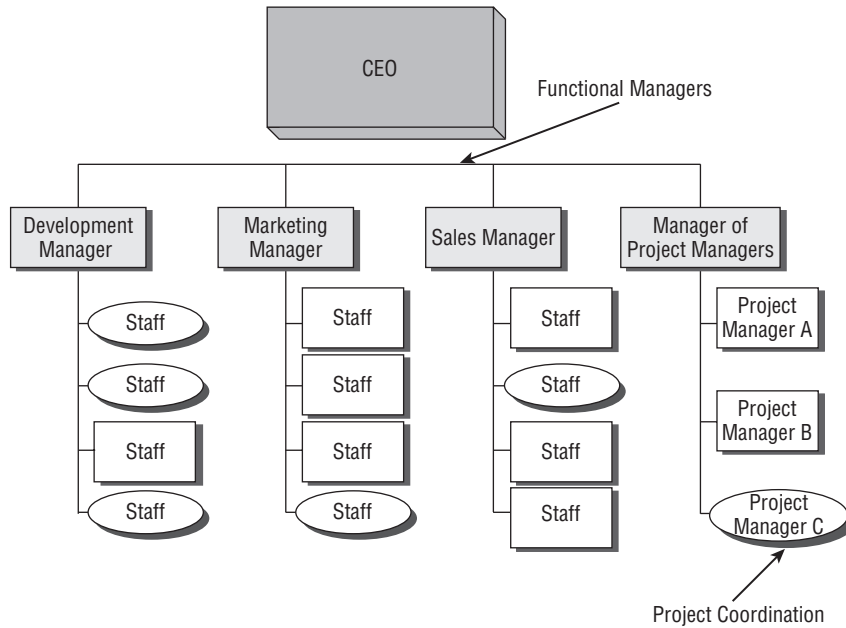 CEO
Functional Managers
Development
Manager
Marketing
Manager
Sales Manager
Manager of
Project Managers
Staff
Staff
Staff
Project
Manager A
Staff
Staff
Staff
Project
Manager B
Staff
Staff
Staff
Staff
Staff
Staff
Project
Manager C
Project Coordination